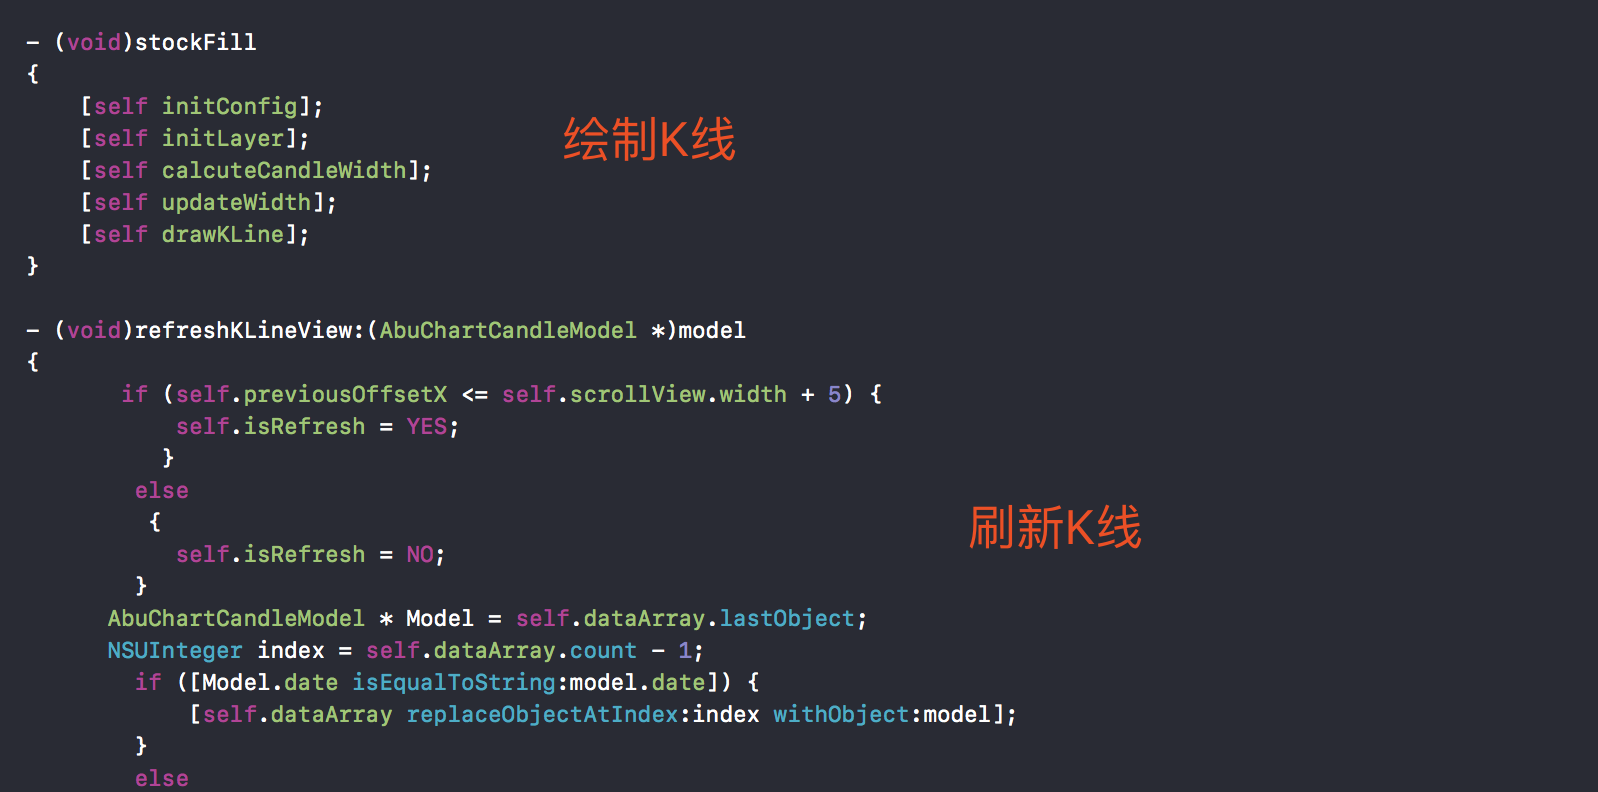 - (void)stockFill
{
[self initConfig];
[self initLayer];
绘制K线
[self calcuteCandleWidth];
[self updateWidth];
[self drawKLine];
}
- (void)refreshKLineView:(AbuChartCandleModel *)model
{
if (self.previousOffsetX <= self.scrollView.width + 5) {
self.isRefresh = YES;
}
else
{
刷新K线
self.isRefresh = NO;
}
AbuChartCandleModel * Model = self.dataArray.lastObject;
NSUInteger index = self.dataArray.count - 1;
if ([Model.date isEqualToString:model.date]) {
[self.dataArray replaceObjectAtIndex:index withObject:model];
}
else